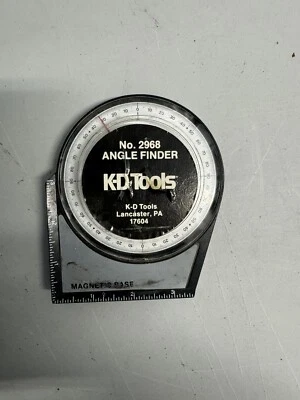 No. 2968
ANGLE FINDER
K-D Tools
K-D Tools
Lancaster, PA
17604
MAGNETIC BASE